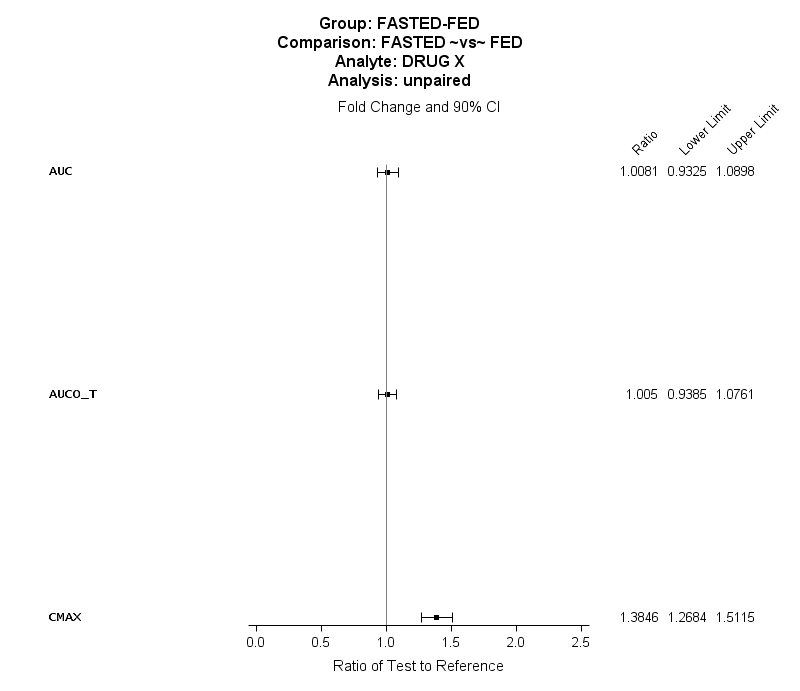 Group: FASTED-FED
Comparison: FASTED ~vs~ FED
Analyte: DRUG X
Analysis: unpaired
Fold Change and 90% CI
Ratio Lower Limit Upper Limit
AUC 1.0081 0.9325 1.0898
AUCO_T 1.005 0.9385 1.0761
CMAX 1.3846 1.2684 1.5115
0.0 0.5 1.0 1.5 2.0 2.5
Ratio of Test to Reference